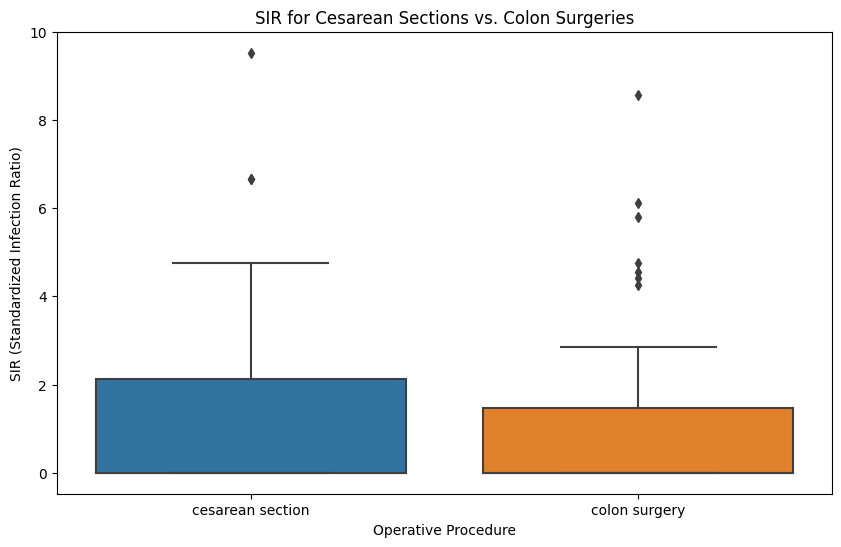 SIR for Cesarean Sections vs. Colon Surgeries
10
8
6
4
2
0
SIR (Standardized Infection Ratio)
cesarean section
colon surgery
Operative Procedure